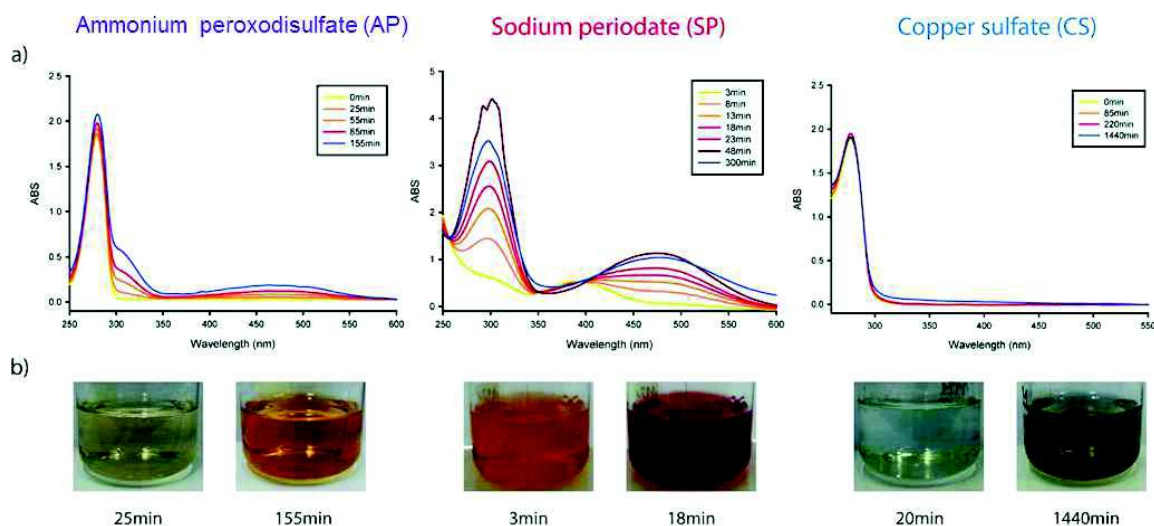 Ammonium peroxodisulfate (AP)
Sodium periodate (SP)
Copper sulfate (CS)
a)
ABS
2.5
2.0
1.5
1.0
0.5
0.0
250 300 350 400 450 500 550 600
Wavelength (nm)
0min
25min
55min
85min
155min
ABS
5
4
3
2
1
0
250 300 350 400 450 500 550 600
Wavelength (nm)
3min
8min
13min
18min
23min
48min
300min
ABS
2.5
2.0
1.5
1.0
0.5
0.0
300 350 400 450 500 550
Wavelength (nm)
0min
85min
220min
1440min
b)
25min
155min
3min
18min
20min
1440min